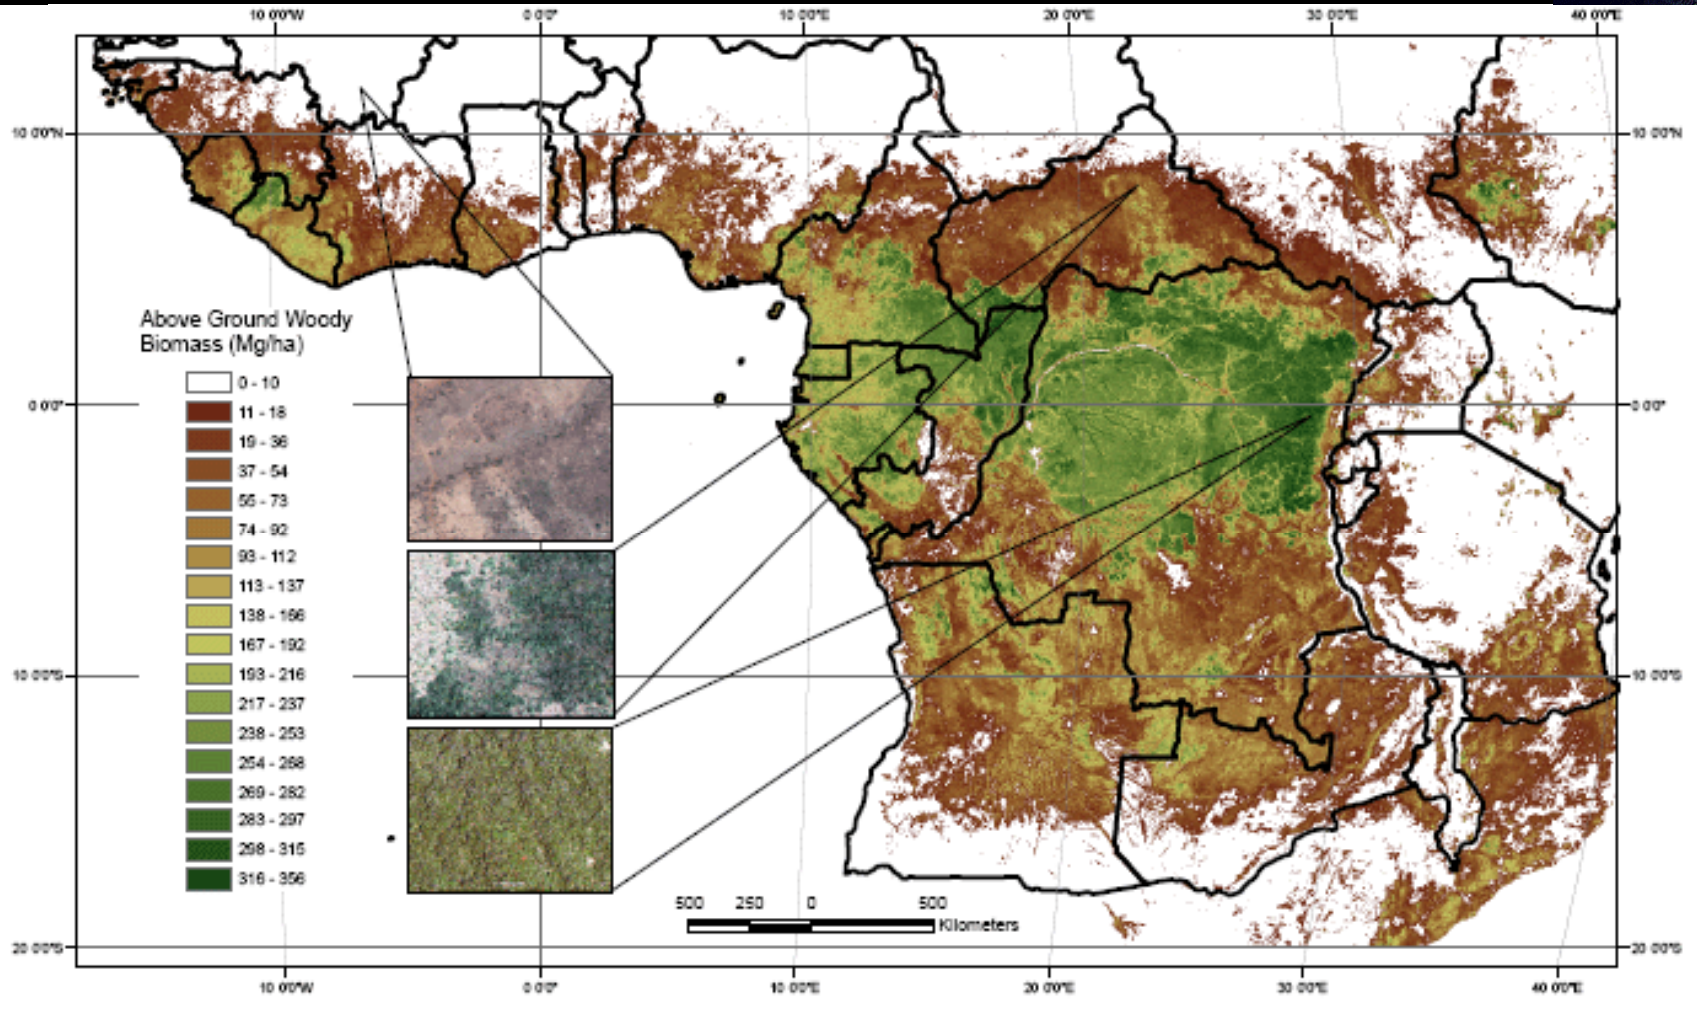 10 0'0"W 0 0'0" 10 0'0"E 20 0'0"E 30 0'0"E 40 0'0"E
10 0'0"N 10 0'0"N
Above Ground Woody
Biomass (Mg/ha)
0 - 10
0 0'0" 0 0'0"
11 - 18
19 - 36
37 - 54
55 - 73
74 - 92
93 - 112
113 - 137
138 - 166
167 - 192
10 0'0"S 10 0'0"S
193 - 216
217 - 237
238 - 253
254 - 268
269 - 282
283 - 297
298 - 315
316 - 356
500 250 0 500
Kilometers
20 0'0"S 20 0'0"S
10 0'0"W 0 0'0" 10 0'0"E 20 0'0"E 30 0'0"E 40 0'0"E